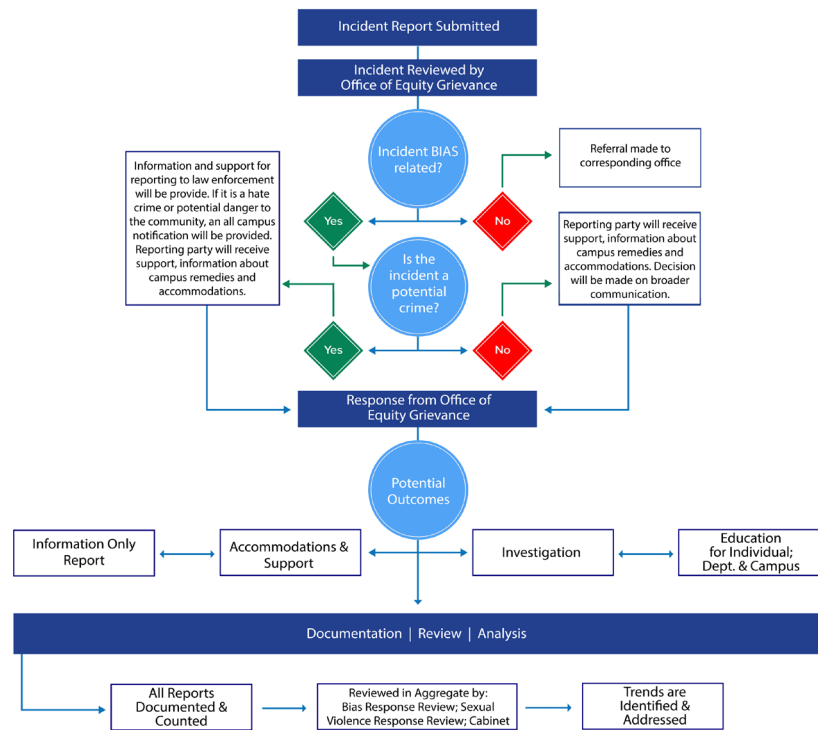 Incident Report Submitted
Incident Reviewed by
Office of Equity Grievance
Incident BIAS
related?
Referral made to
corresponding office
Information and support for
reporting to law enforcement
will be provide. If it is a hate
crime or potential danger to
the community, an all campus
notification will be provided.
Reporting party will receive
support, information about
campus remedies and
accommodations.
Yes
No
Reporting party will receive
support, information about
campus remedies and
accommodations. Decision
will be made on broader
communication.
Is the
incident a
potential
crime?
Yes
No
Response from Office of
Equity Grievance
Potential
Outcomes
Information Only
Report
Accommodations &
Support
Investigation
Education
for Individual;
Dept. & Campus
Documentation | Review | Analysis
All Reports
Documented &
Counted
Reviewed in Aggregate by:
Bias Response Review; Sexual
Violence Response Review; Cabinet
Trends are
Identified &
Addressed